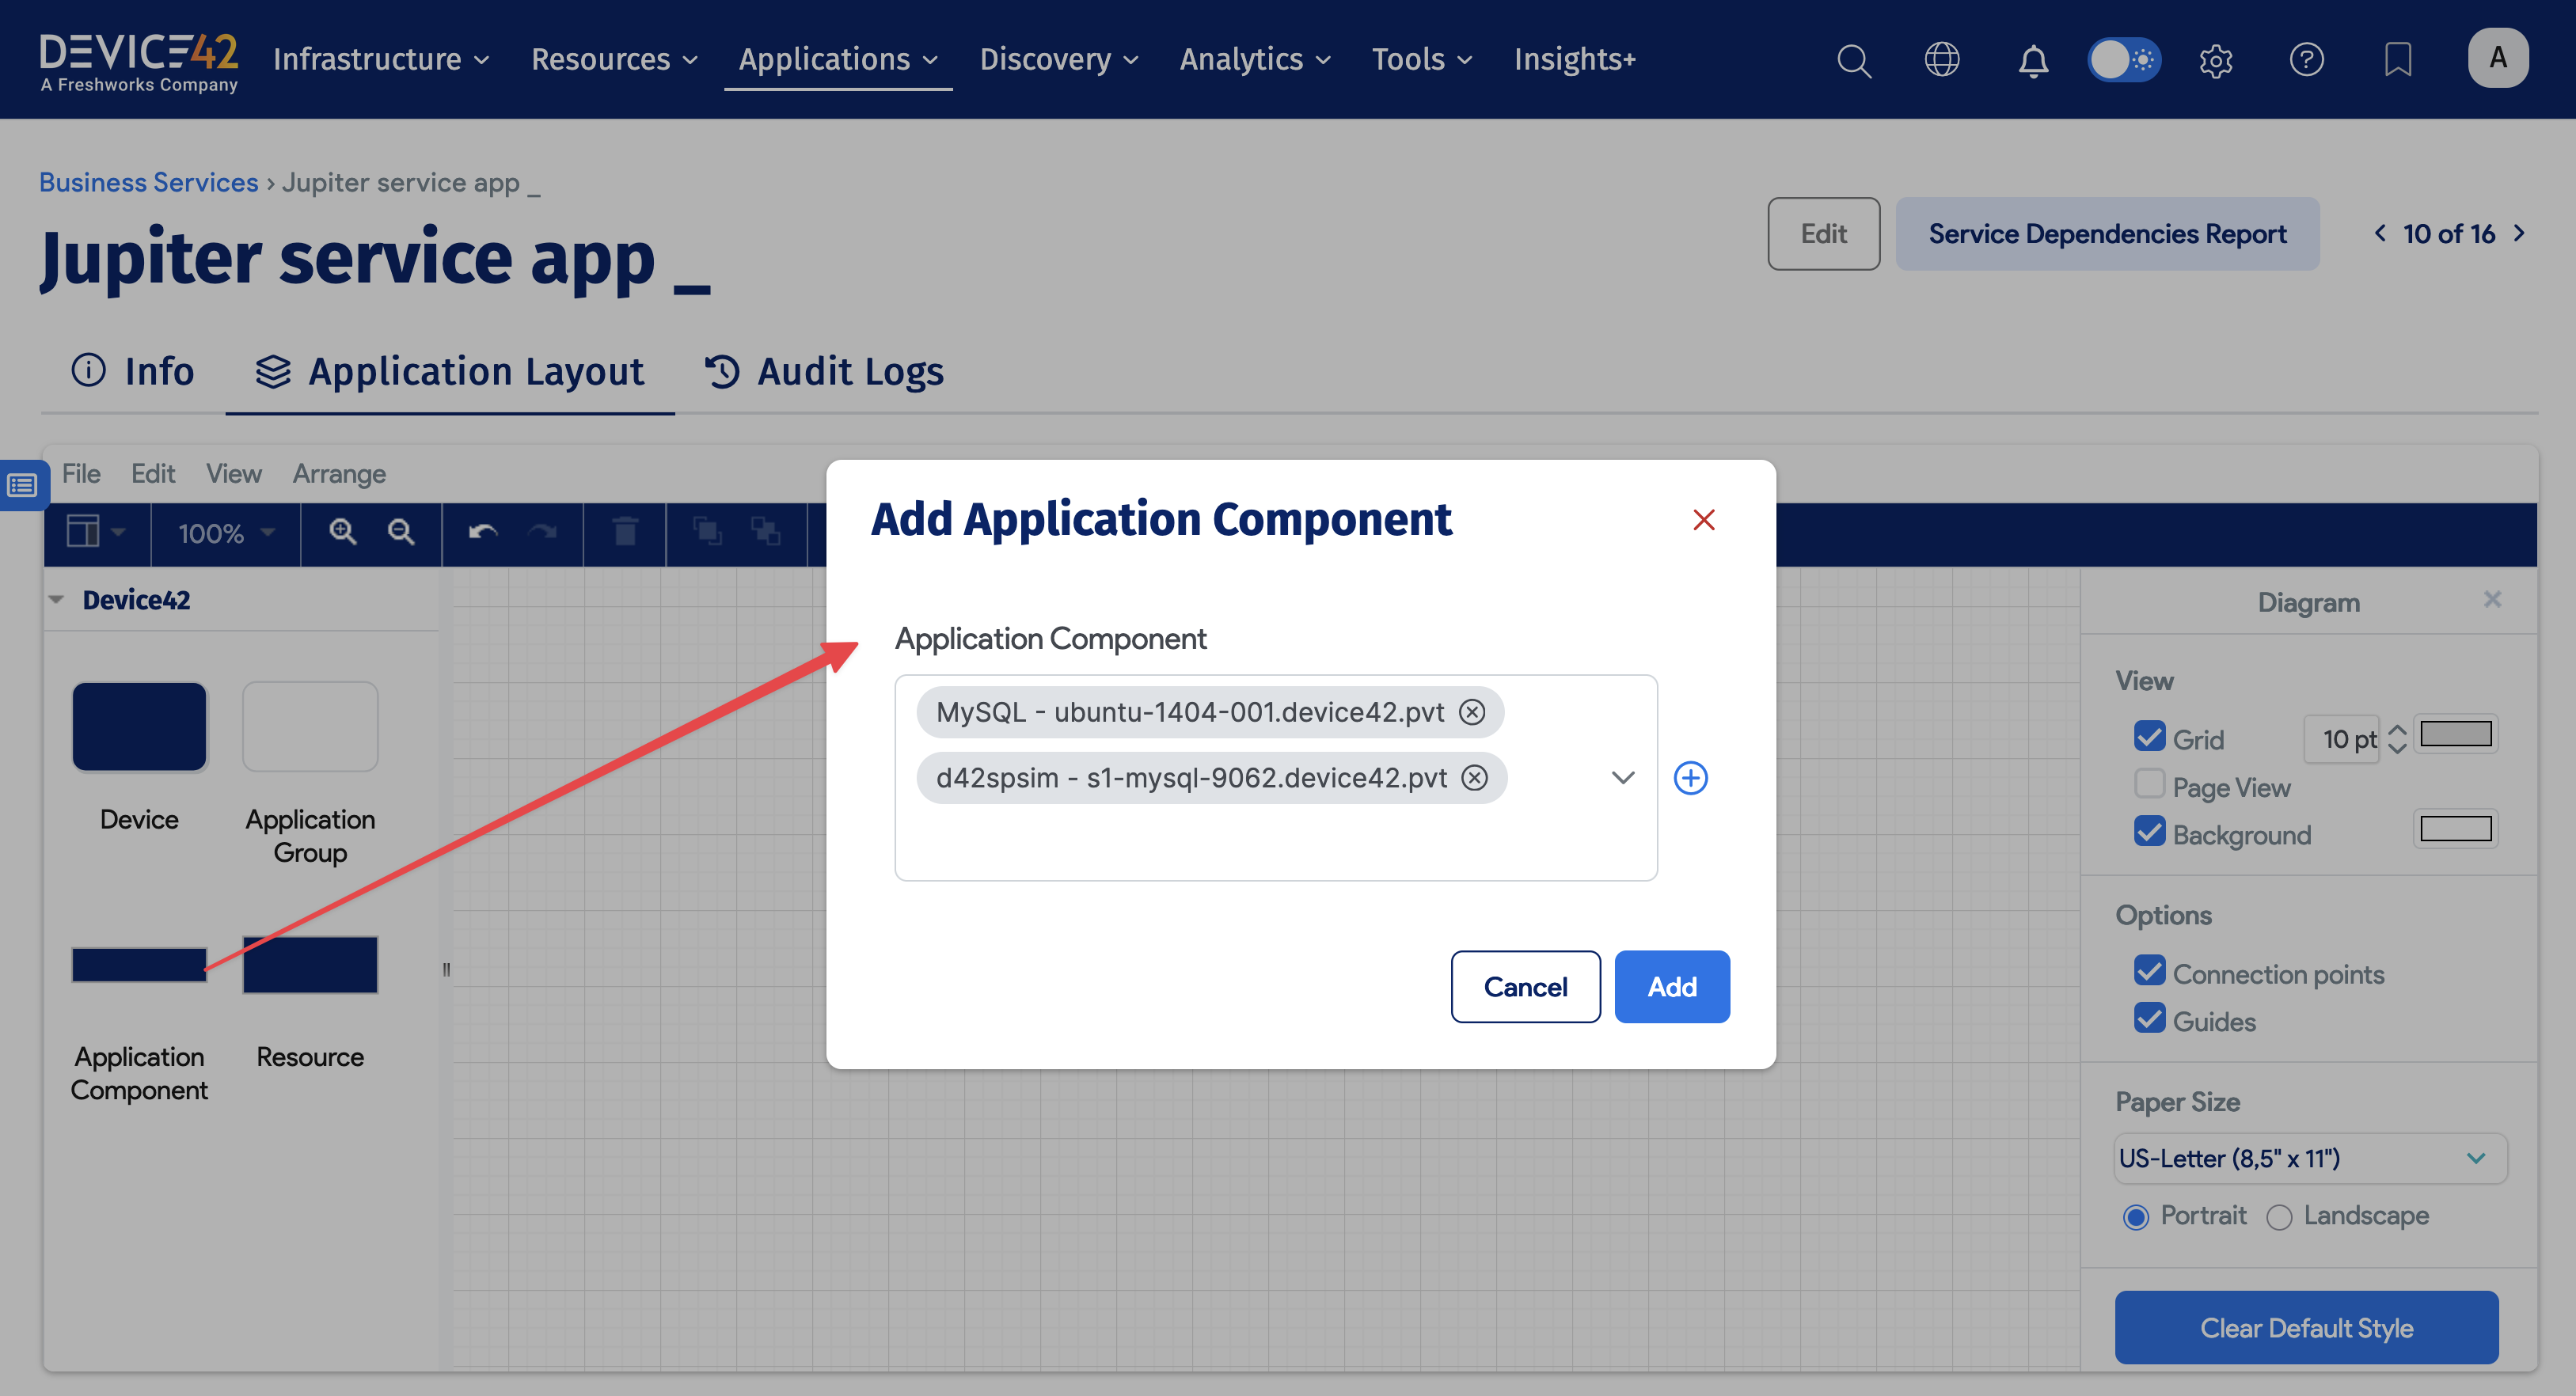 DEVICE42
A Freshworks Company
Infrastructure
Resources
Applications
Discovery
Analytics
Tools
Insights+
A
Business Services › Jupiter service app _
Jupiter service app _
Edit
Service Dependencies Report
10 of 16
Info
Application Layout
Audit Logs
File
Edit
View
Arrange
100%
Device42
Device
Application
Group
Application
Component
Resource
Add Application Component
Application Component
MySQL - ubuntu-1404-001.device42.pvt
d42spsim - s1-mysql-9062.device42.pvt
Cancel
Add
Diagram
View
Grid
10 pt
Page View
Background
Options
Connection points
Guides
Paper Size
US-Letter (8,5" x 11")
Portrait
Landscape
Clear Default Style